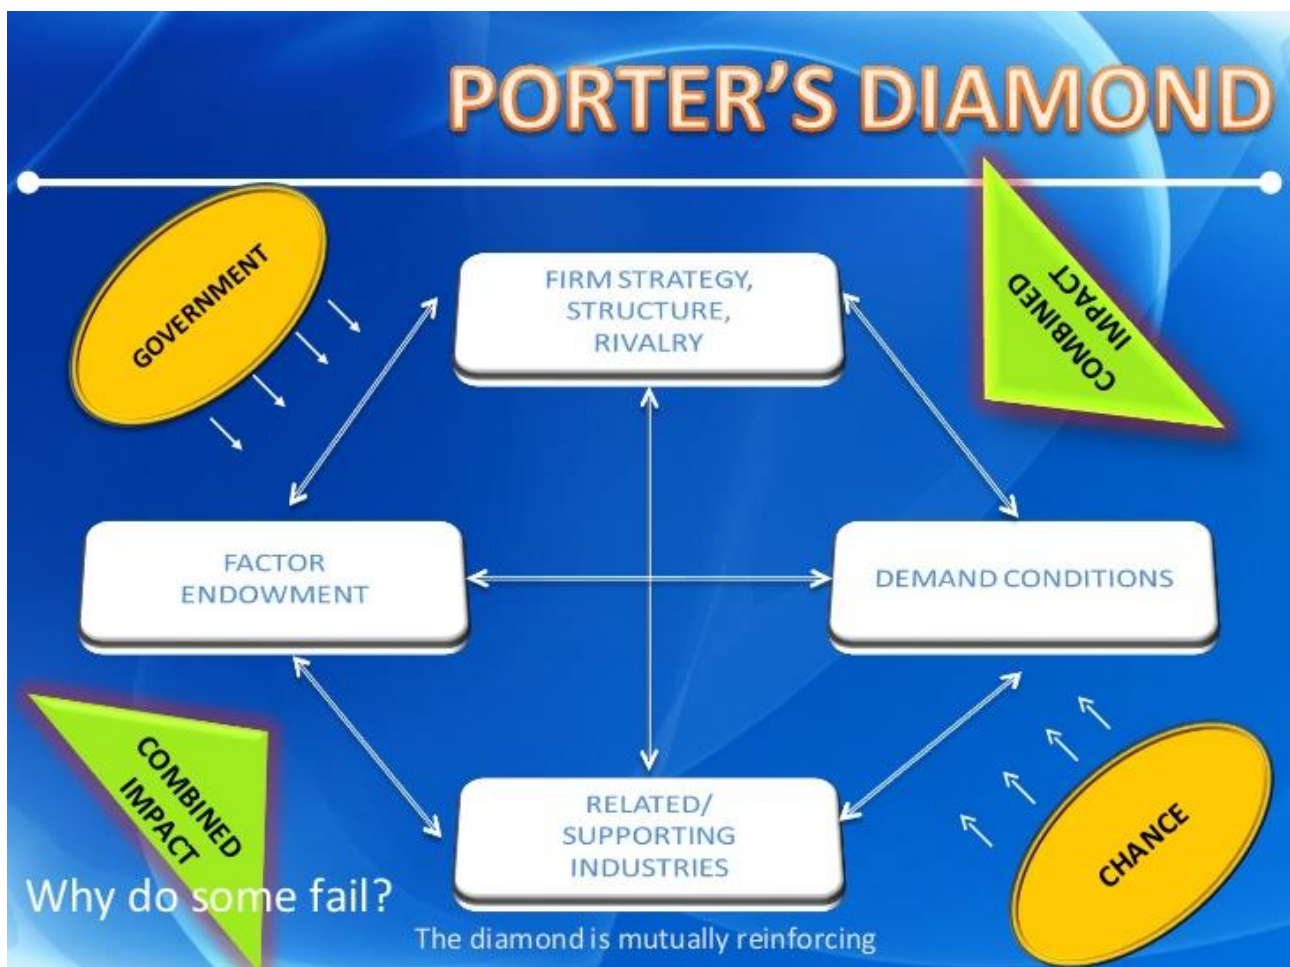 PORTER'S DIAMOND
GOVERNMENT
FIRM STRATEGY,
STRUCTURE,
RIVALRY
COMBINED
IMPACT
FACTOR
ENDOWMENT
DEMAND CONDITIONS
COMBINED
IMPACT
RELATED/
SUPPORTING
INDUSTRIES
CHANCE
Why do some fail?
The diamond is mutually reinforcing